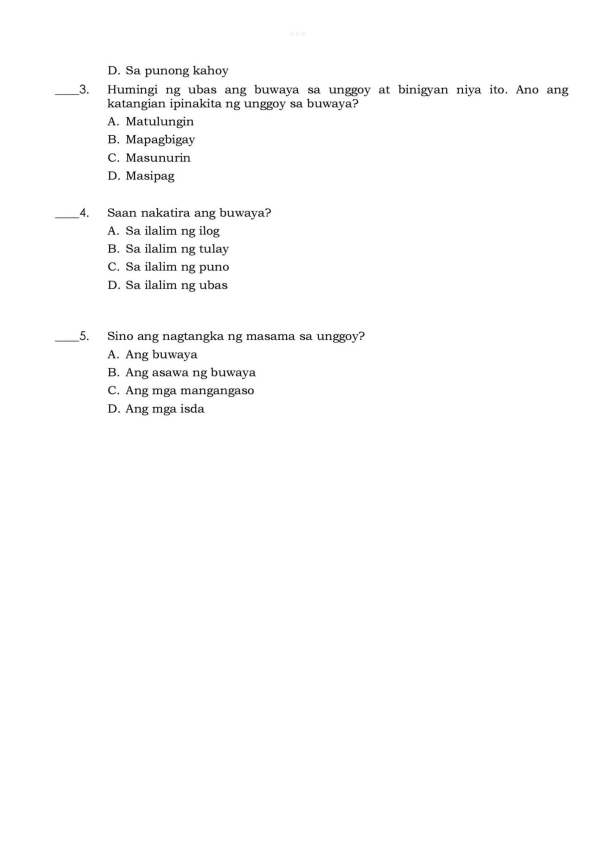 D. Sa punong kahoy
____3. Humingi ng ubas ang buwaya sa unggoy at binigyan niya ito. Ano ang
katangian ipinakita ng unggoy sa buwaya?
A. Matulungin
B. Mapagbigay
C. Masunurin
D. Masipag
____4. Saan nakatira ang buwaya?
A. Sa ilalim ng ilog
B. Sa ilalim ng tulay
C. Sa ilalim ng puno
D. Sa ilalim ng ubas
____5. Sino ang nagtangka ng masama sa unggoy?
A. Ang buwaya
B. Ang asawa ng buwaya
C. Ang mga mangangaso
D. Ang mga isda